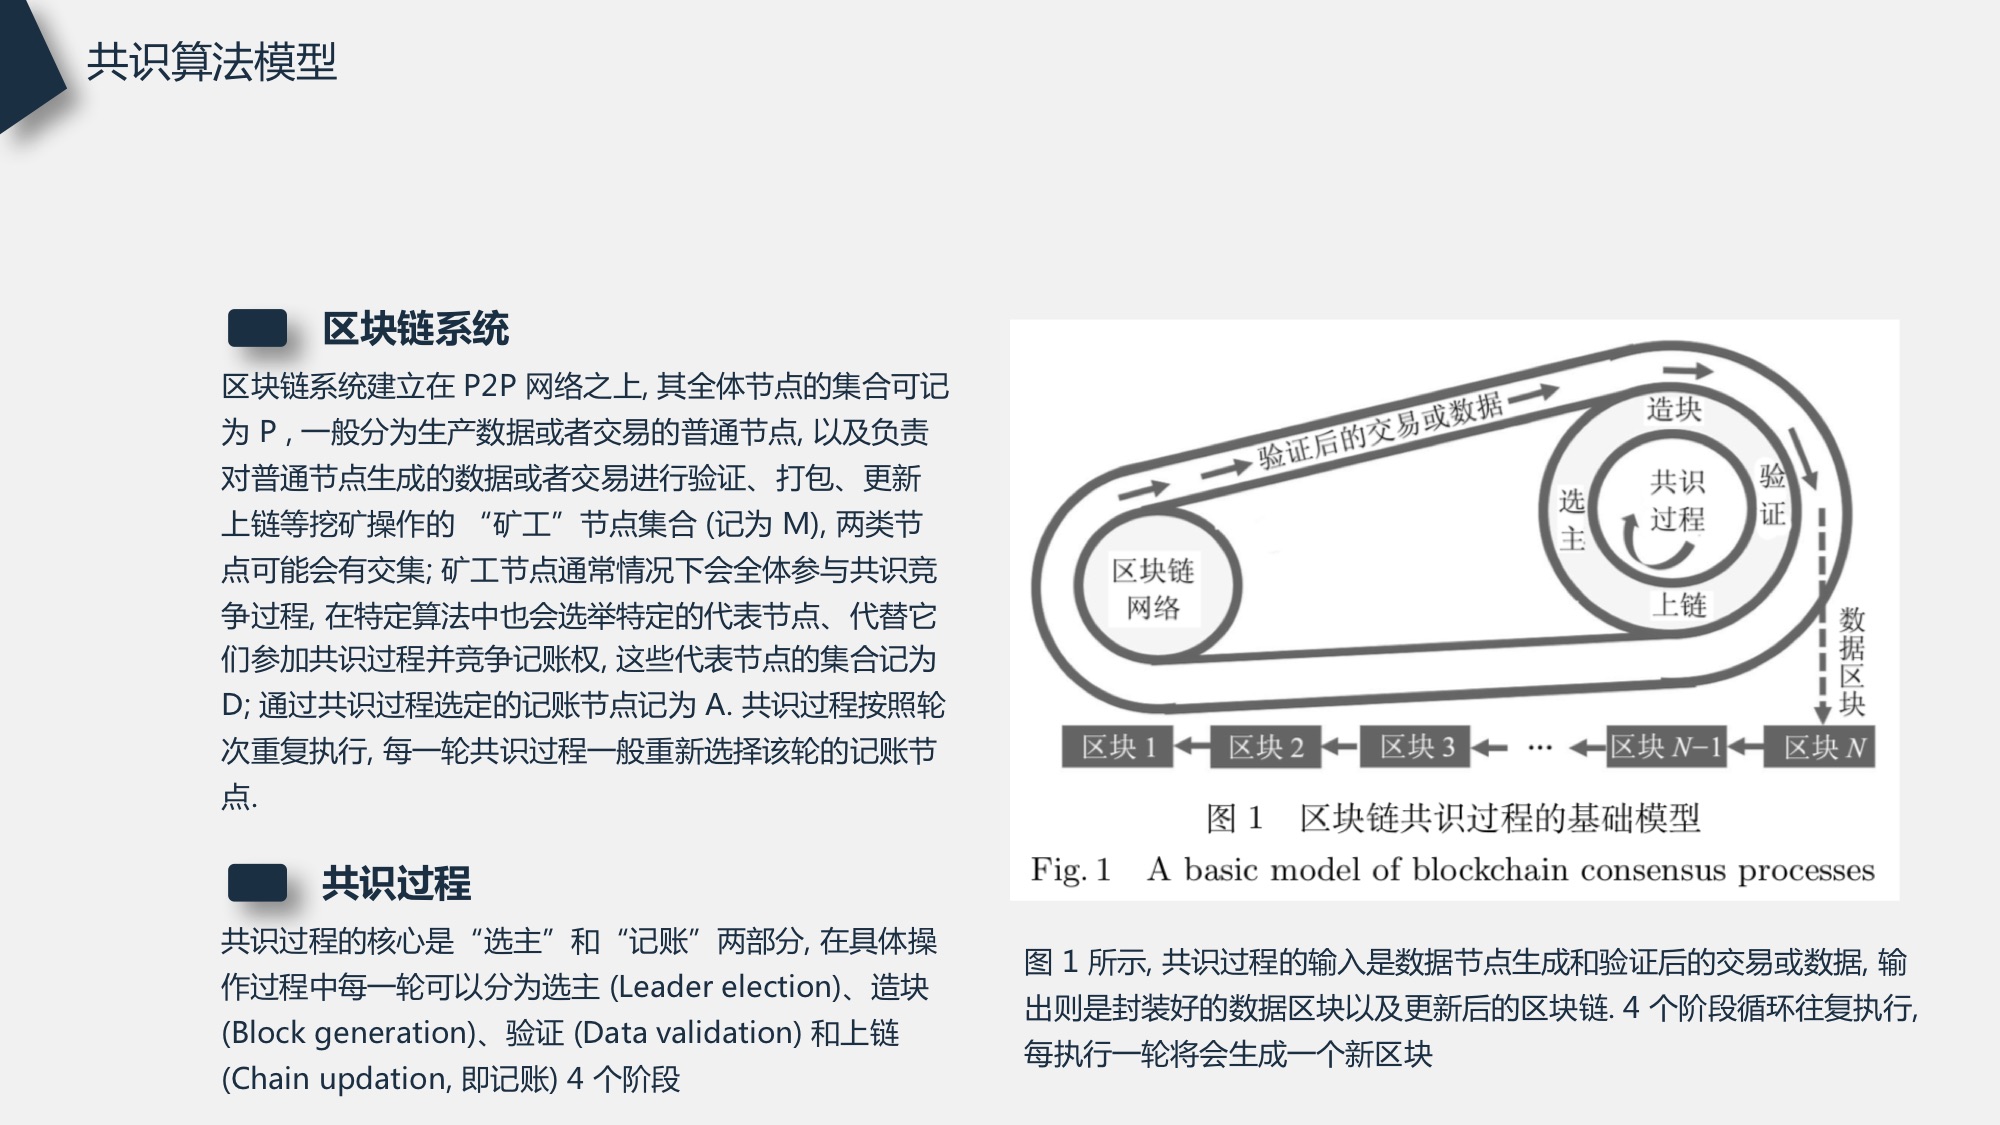 共识算法模型
区块链系统
区块链系统建立在 P2P 网络之上, 其全体节点的集合可记
为 P , 一般分为生产数据或者交易的普通节点, 以及负责
对普通节点生成的数据或者交易进行验证、打包、更新
上链等挖矿操作的 “矿工” 节点集合 (记为 M), 两类节
点可能会有交集; 矿工节点通常情况下会全体参与共识竞
争过程, 在特定算法中也会选举特定的代表节点、代替它
们参加共识过程并竞争记账权, 这些代表节点的集合记为
D; 通过共识过程选定的记账节点记为 A. 共识过程按照轮
次重复执行, 每一轮共识过程一般重新选择该轮的记账节
点.
共识过程
共识过程的核心是“选主”和“记账”两部分, 在具体操
作过程中每一轮可以分为选主 (Leader election)、造块
(Block generation)、验证 (Data validation) 和上链
(Chain updation, 即记账) 4 个阶段
验证后的交易或数据
造块
验证
选主
共识
过程
上链
区块链
网络
数据区块
区块 1
区块 2
区块 3
···
区块 N−1
区块 N
图 1 区块链共识过程的基础模型
Fig. 1 A basic model of blockchain consensus processes
图 1 所示, 共识过程的输入是数据节点生成和验证后的交易或数据, 输
出则是封装好的数据区块以及更新后的区块链. 4 个阶段循环往复执行,
每执行一轮将会生成一个新区块